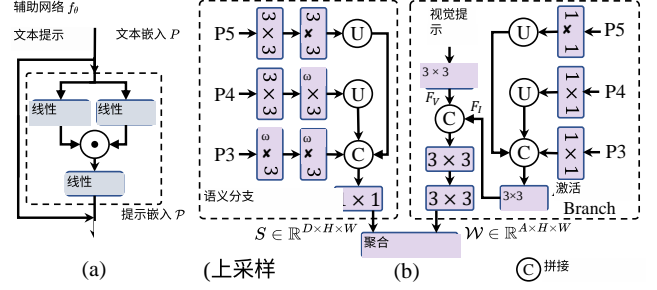 辅助网络 f_θ
文本提示 文本嵌入 P
线性 线性
线性
提示嵌入 𝒫
(a)
P5 3 × 3 3 × 3 U
P4 3 × 3 ω × 3 U
P3 ω × 3 3 × 3 C
语义分支 1 × 1
S ∈ ℝ^{D×H×W}
聚合
(上采样
视觉提
示
3 × 3
F_V F_I
C
3 × 3
3 × 3
U 1 × 1 P5
U 1 × 1 P4
C 1 × 1 P3
3×3 激活
Branch
𝒲 ∈ ℝ^{A×H×W}
(b)
C 拼接